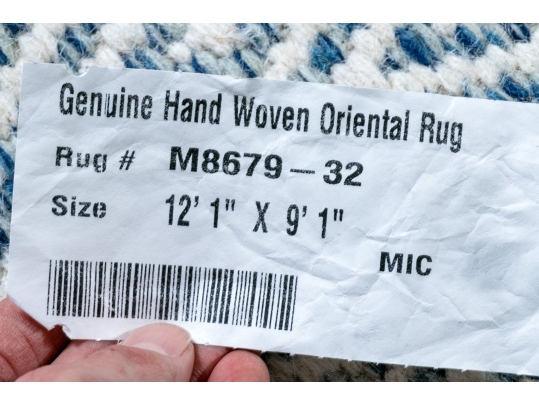 Genuine Hand Woven Oriental Rug
Rug # M8679-32
Size 12' 1" X 9' 1"
MIC